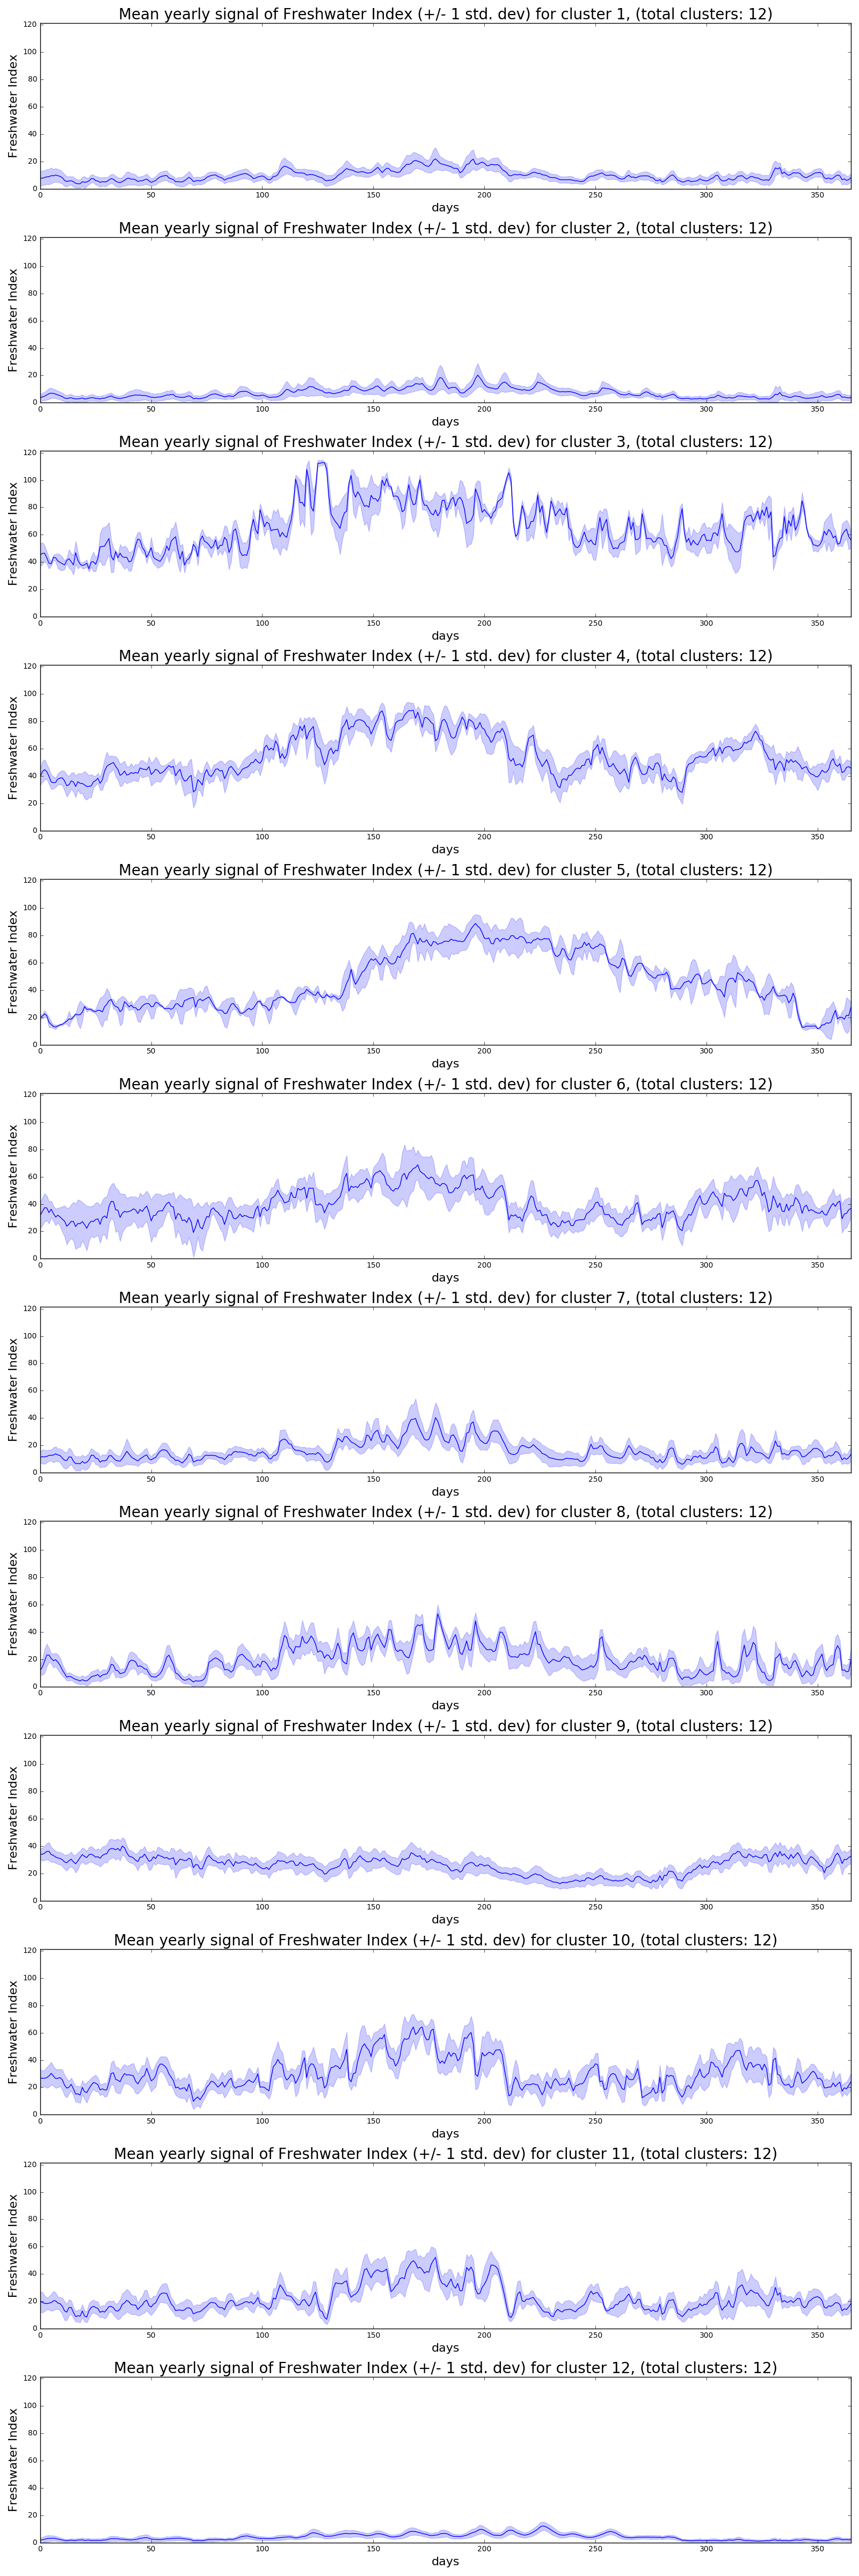 Mean yearly signal of Freshwater Index (+/- 1 std. dev) for cluster 1, (total clusters: 12)
120
100
80
60
40
20
0
Freshwater Index
0 50 100 150 200 250 300 350
days
Mean yearly signal of Freshwater Index (+/- 1 std. dev) for cluster 2, (total clusters: 12)
120
100
80
60
40
20
0
Freshwater Index
0 50 100 150 200 250 300 350
days
Mean yearly signal of Freshwater Index (+/- 1 std. dev) for cluster 3, (total clusters: 12)
120
100
80
60
40
20
0
Freshwater Index
0 50 100 150 200 250 300 350
days
Mean yearly signal of Freshwater Index (+/- 1 std. dev) for cluster 4, (total clusters: 12)
120
100
80
60
40
20
0
Freshwater Index
0 50 100 150 200 250 300 350
days
Mean yearly signal of Freshwater Index (+/- 1 std. dev) for cluster 5, (total clusters: 12)
120
100
80
60
40
20
0
Freshwater Index
0 50 100 150 200 250 300 350
days
Mean yearly signal of Freshwater Index (+/- 1 std. dev) for cluster 6, (total clusters: 12)
120
100
80
60
40
20
0
Freshwater Index
0 50 100 150 200 250 300 350
days
Mean yearly signal of Freshwater Index (+/- 1 std. dev) for cluster 7, (total clusters: 12)
120
100
80
60
40
20
0
Freshwater Index
0 50 100 150 200 250 300 350
days
Mean yearly signal of Freshwater Index (+/- 1 std. dev) for cluster 8, (total clusters: 12)
120
100
80
60
40
20
0
Freshwater Index
0 50 100 150 200 250 300 350
days
Mean yearly signal of Freshwater Index (+/- 1 std. dev) for cluster 9, (total clusters: 12)
120
100
80
60
40
20
0
Freshwater Index
0 50 100 150 200 250 300 350
days
Mean yearly signal of Freshwater Index (+/- 1 std. dev) for cluster 10, (total clusters: 12)
120
100
80
60
40
20
0
Freshwater Index
0 50 100 150 200 250 300 350
days
Mean yearly signal of Freshwater Index (+/- 1 std. dev) for cluster 11, (total clusters: 12)
120
100
80
60
40
20
0
Freshwater Index
0 50 100 150 200 250 300 350
days
Mean yearly signal of Freshwater Index (+/- 1 std. dev) for cluster 12, (total clusters: 12)
120
100
80
60
40
20
0
Freshwater Index
0 50 100 150 200 250 300 350
days